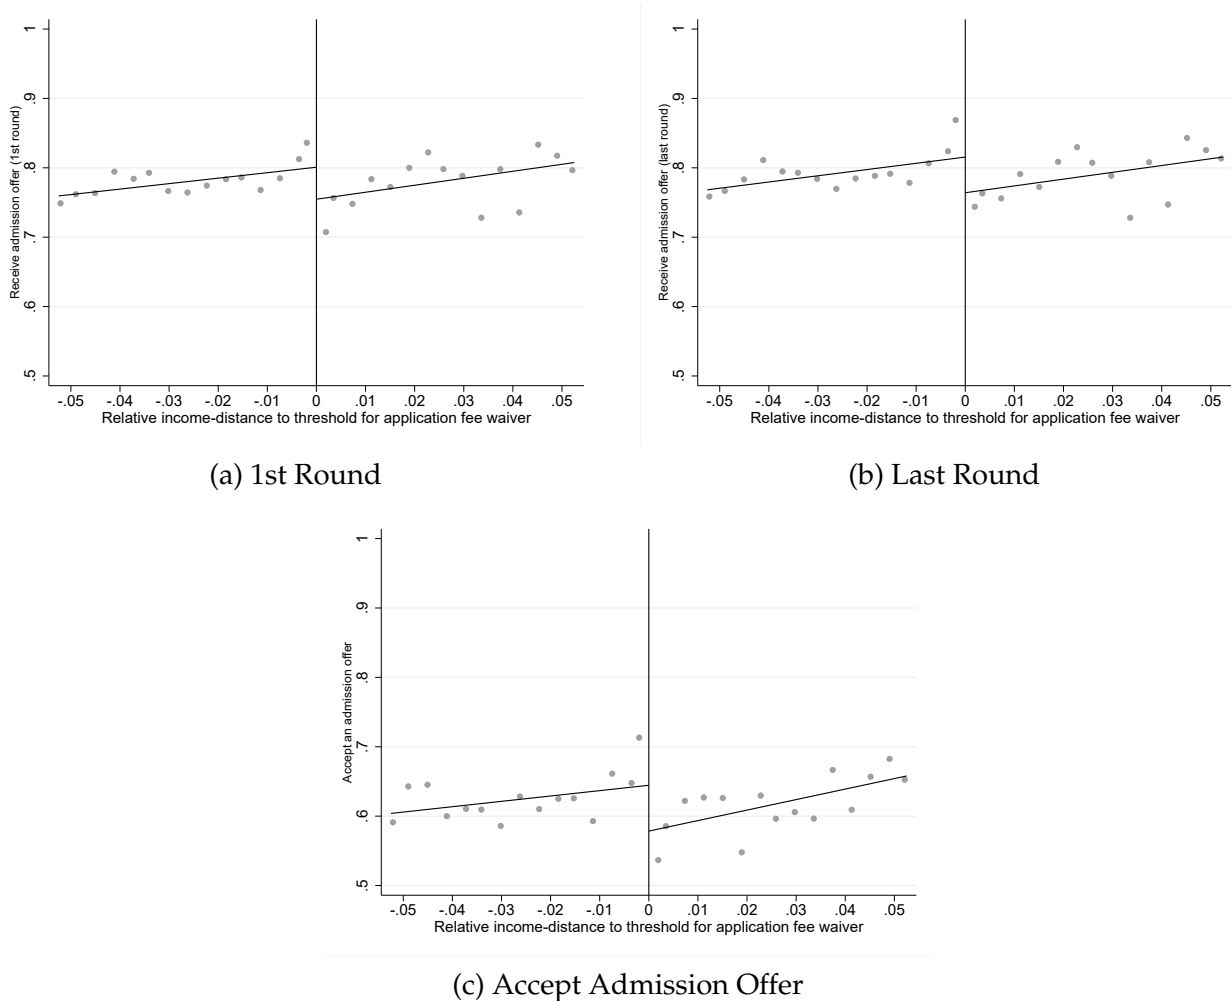 1
.9
.8
.7
.6
.5
Receive admission offer (1st round)
-.05 -.04 -.03 -.02 -.01 0 .01 .02 .03 .04 .05
Relative income-distance to threshold for application fee waiver
(a) 1st Round
1
.9
.8
.7
.6
.5
Receive admission offer (last round)
-.05 -.04 -.03 -.02 -.01 0 .01 .02 .03 .04 .05
Relative income-distance to threshold for application fee waiver
(b) Last Round
1
.9
.8
.7
.6
.5
Accept an admission offer
-.05 -.04 -.03 -.02 -.01 0 .01 .02 .03 .04 .05
Relative income-distance to threshold for application fee waiver
(c) Accept Admission Offer